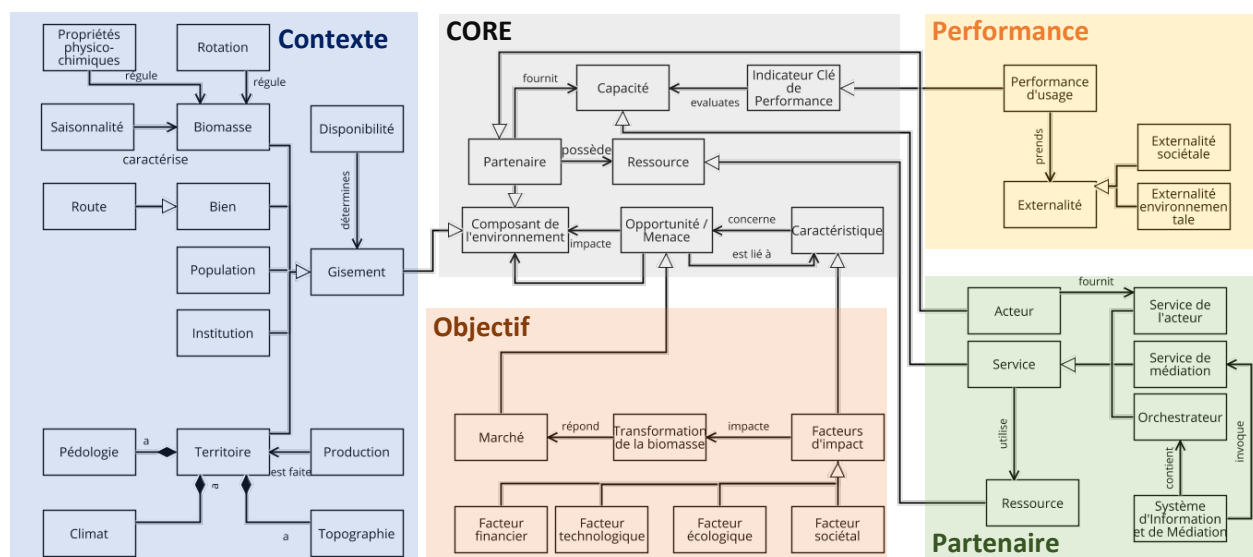 Contexte
Propriétés
physico-
chimiques
Rotation
régule
régule
Saisonnalité
Biomasse
Disponibilité
caractérise
Route
Bien
détermines
Population
Gisement
Institution
Pédologie
a
Territoire
est faite
Production
a
Climat
a
Topographie
CORE
fournit
Capacité
evaluates
Indicateur Clé
de
Performance
Partenaire
possède
Ressource
Composant de
l'environnement
impacte
Opportunité /
Menace
concerne
est lié à
Caractéristique
Objectif
Marché
répond
Transformation
de la biomasse
impacte
Facteurs
d'impact
Facteur
financier
Facteur
technologique
Facteur
écologique
Facteur
sociétal
Performance
Performance
d'usage
prends
Externalité
Externalité
sociétale
Externalité
environnemen
tale
Acteur
fournit
Service de
l'acteur
Service
Service de
médiation
Orchestrateur
utilise
contient
invoque
Ressource
Système
d'Information
et de Médiation
Partenaire